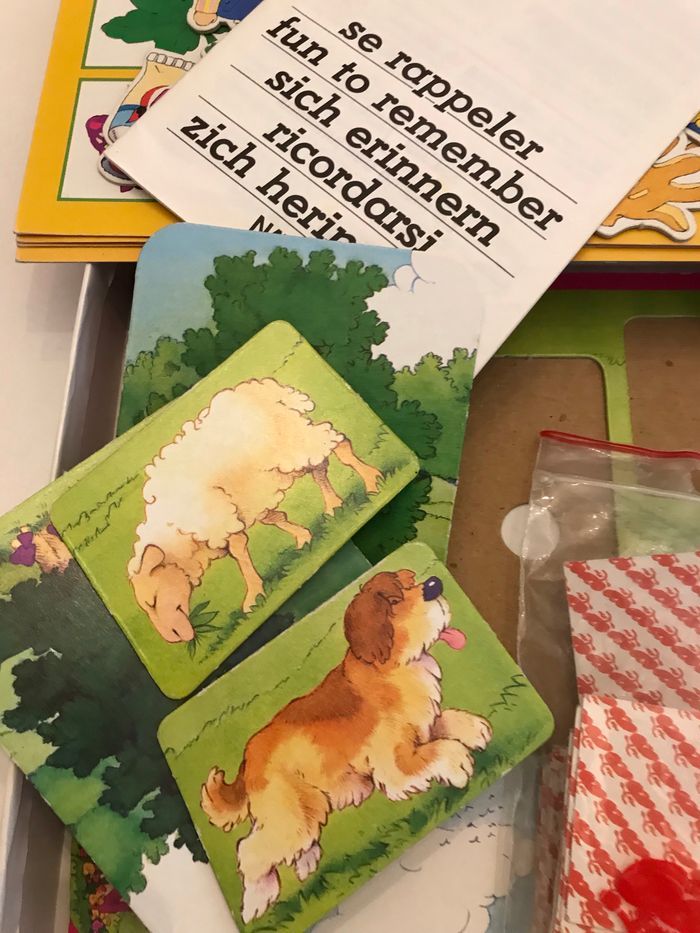 se rappeler
fun to remember
sich erinnern
ricordarsi
zich herin